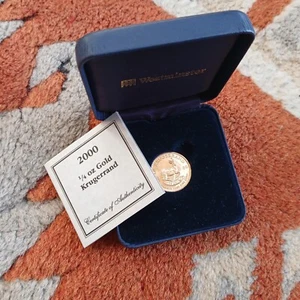 Westminster
2000
¼ oz Gold
Krugerrand
Certificate of Authenticity